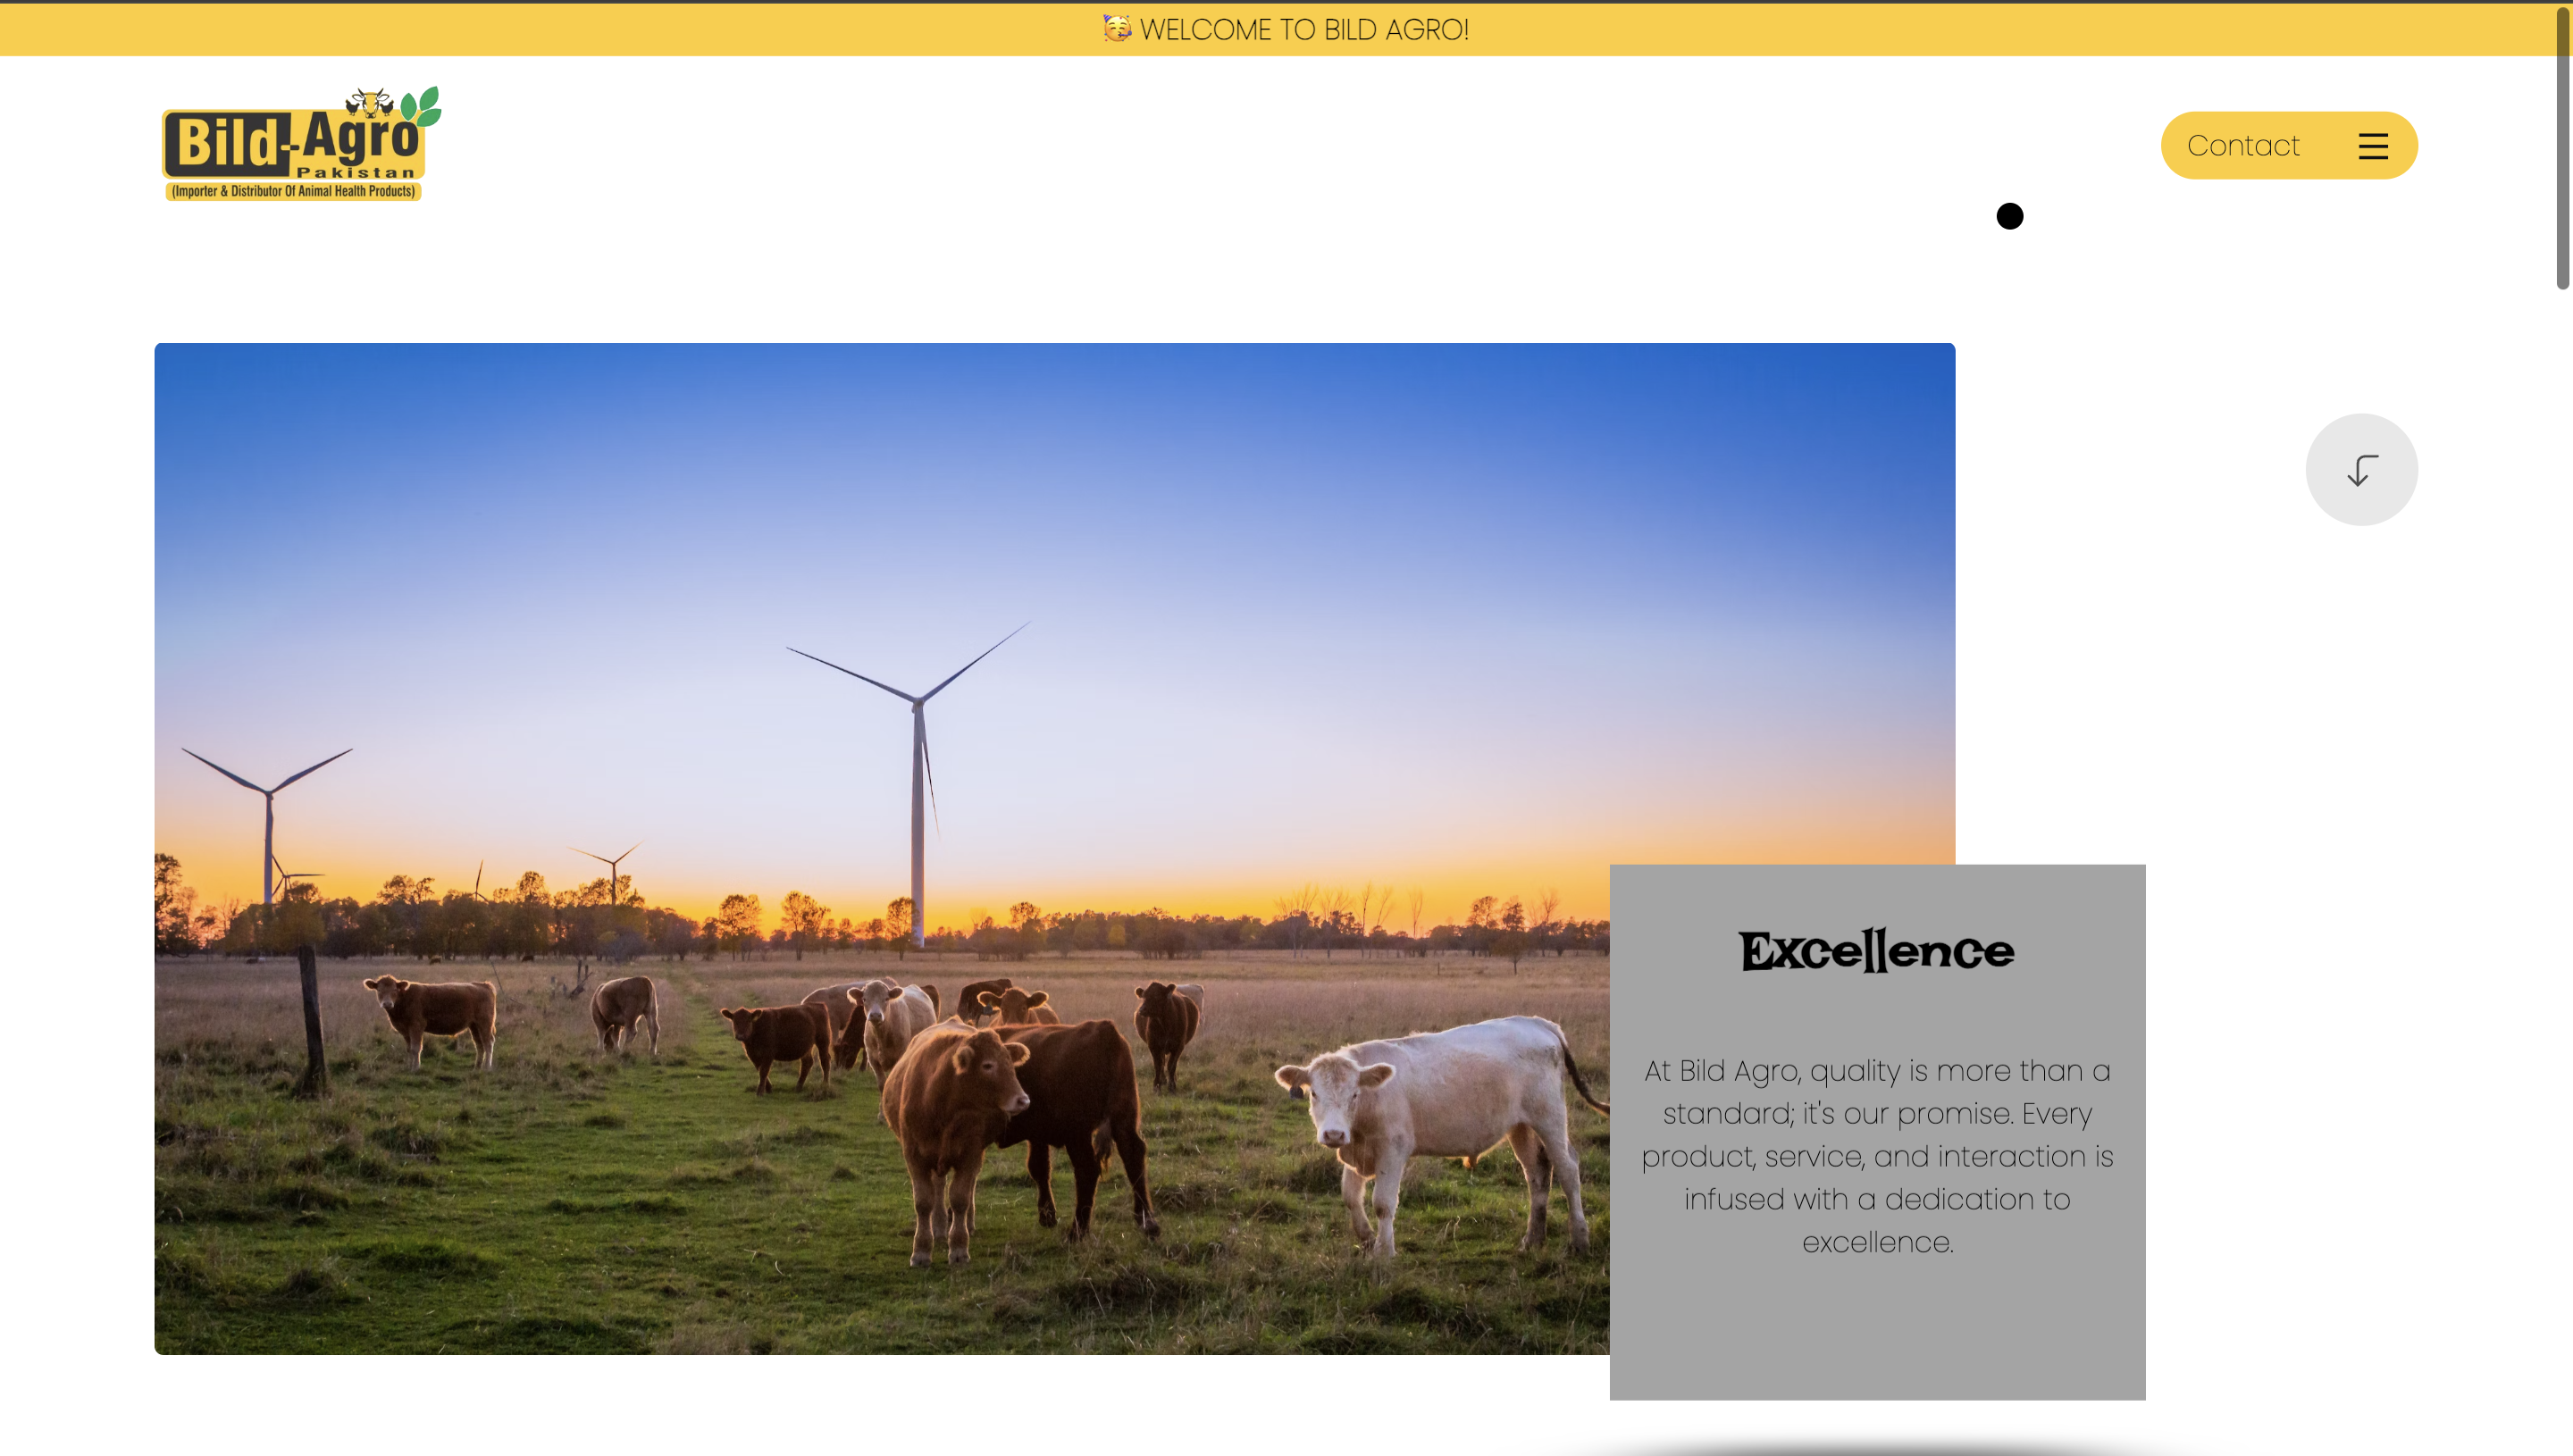 🥳 WELCOME TO BILD AGRO!
Bild-Agro
Pakistan
(Importer & Distributor Of Animal Health Products)
Contact
Excellence
At Bild Agro, quality is more than a
standard; it's our promise. Every
product, service, and interaction is
infused with a dedication to
excellence.